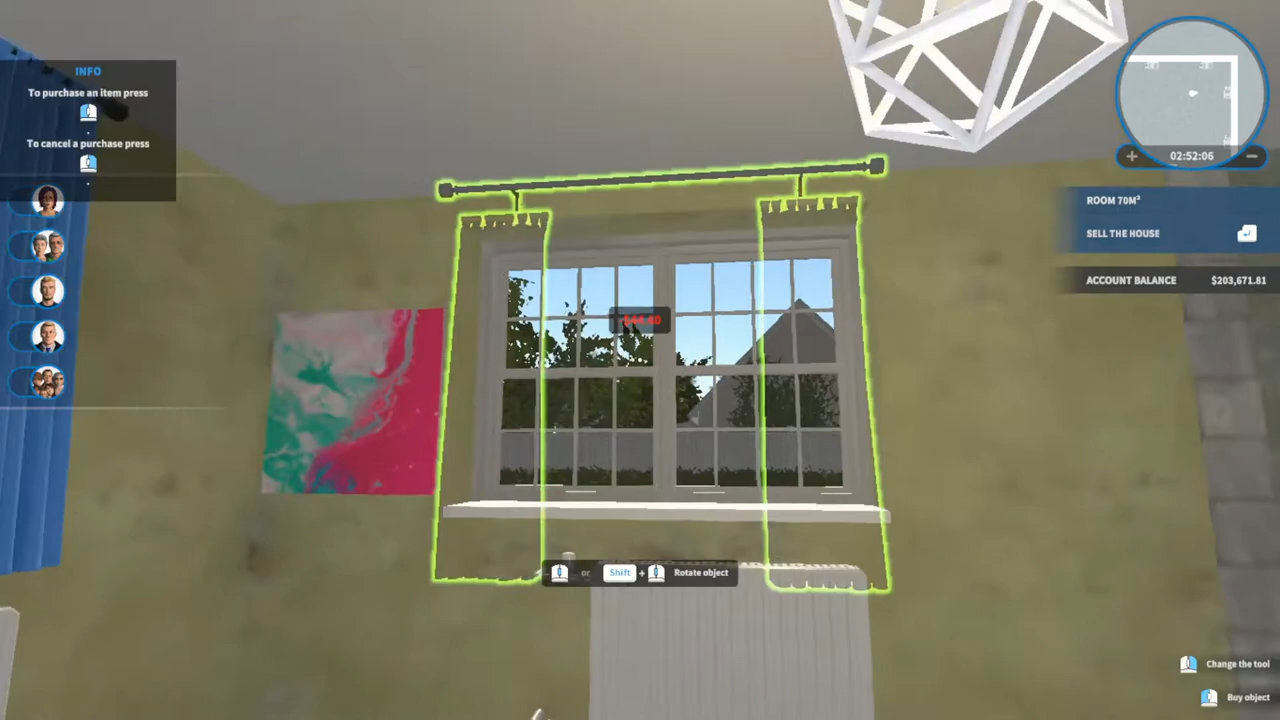 INFO
To purchase an item press
To cancel a purchase press
02:52:06
ROOM 70M²
SELL THE HOUSE
ACCOUNT BALANCE $203,671.81
or Shift + Rotate object
Change the tool
Buy object